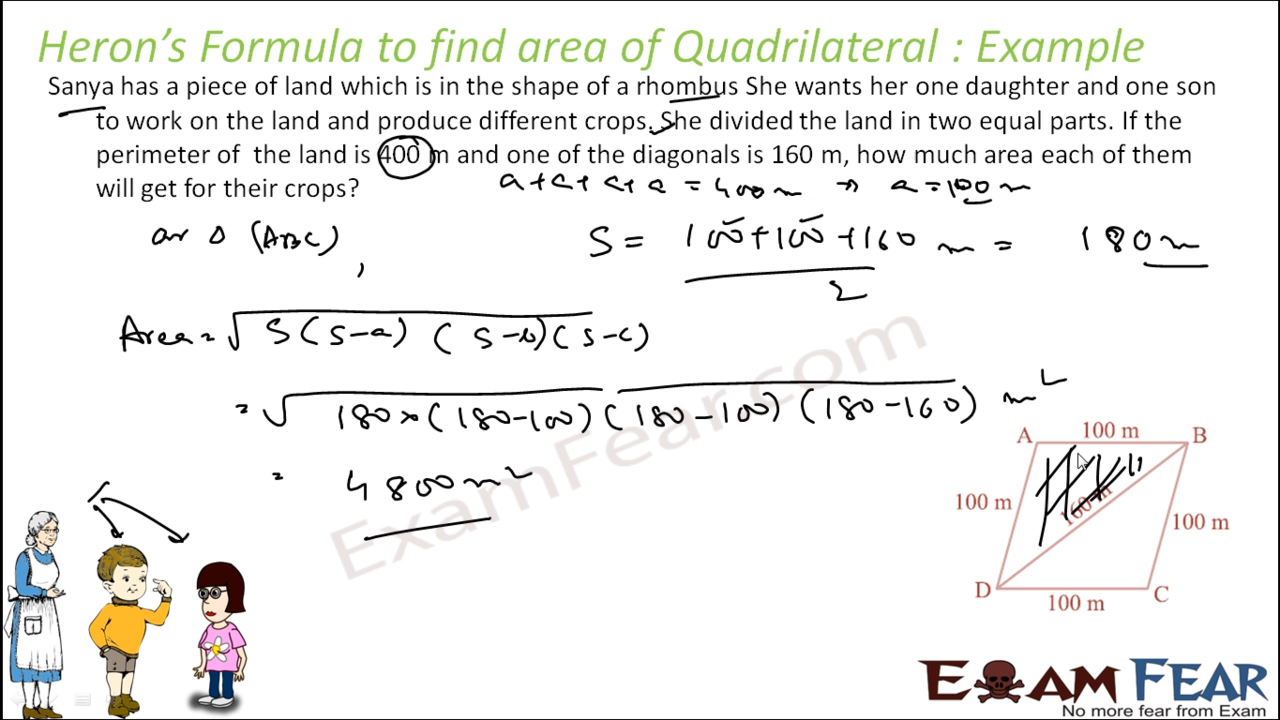 Heron's Formula to find area of Quadrilateral : Example
Sanya has a piece of land which is in the shape of a rhombus She wants her one daughter and one son
to work on the land and produce different crops. She divided the land in two equal parts. If the
perimeter of the land is 400 m and one of the diagonals is 160 m, how much area each of them
will get for their crops?
a+a+a+a = 400m ⇒ a=100m
ar Δ (ABC) ,
S = 100+100+160 m = 180m
2
Area = √S(S-a) (S-b)(S-c)
= √180×(180-100)(180-100)(180-160) m²
= 4800m²
A 100 m B
100 m
160 m
100 m
D
C
100 m
ExamFear.com
EXAM FEAR
No more fear from Exam